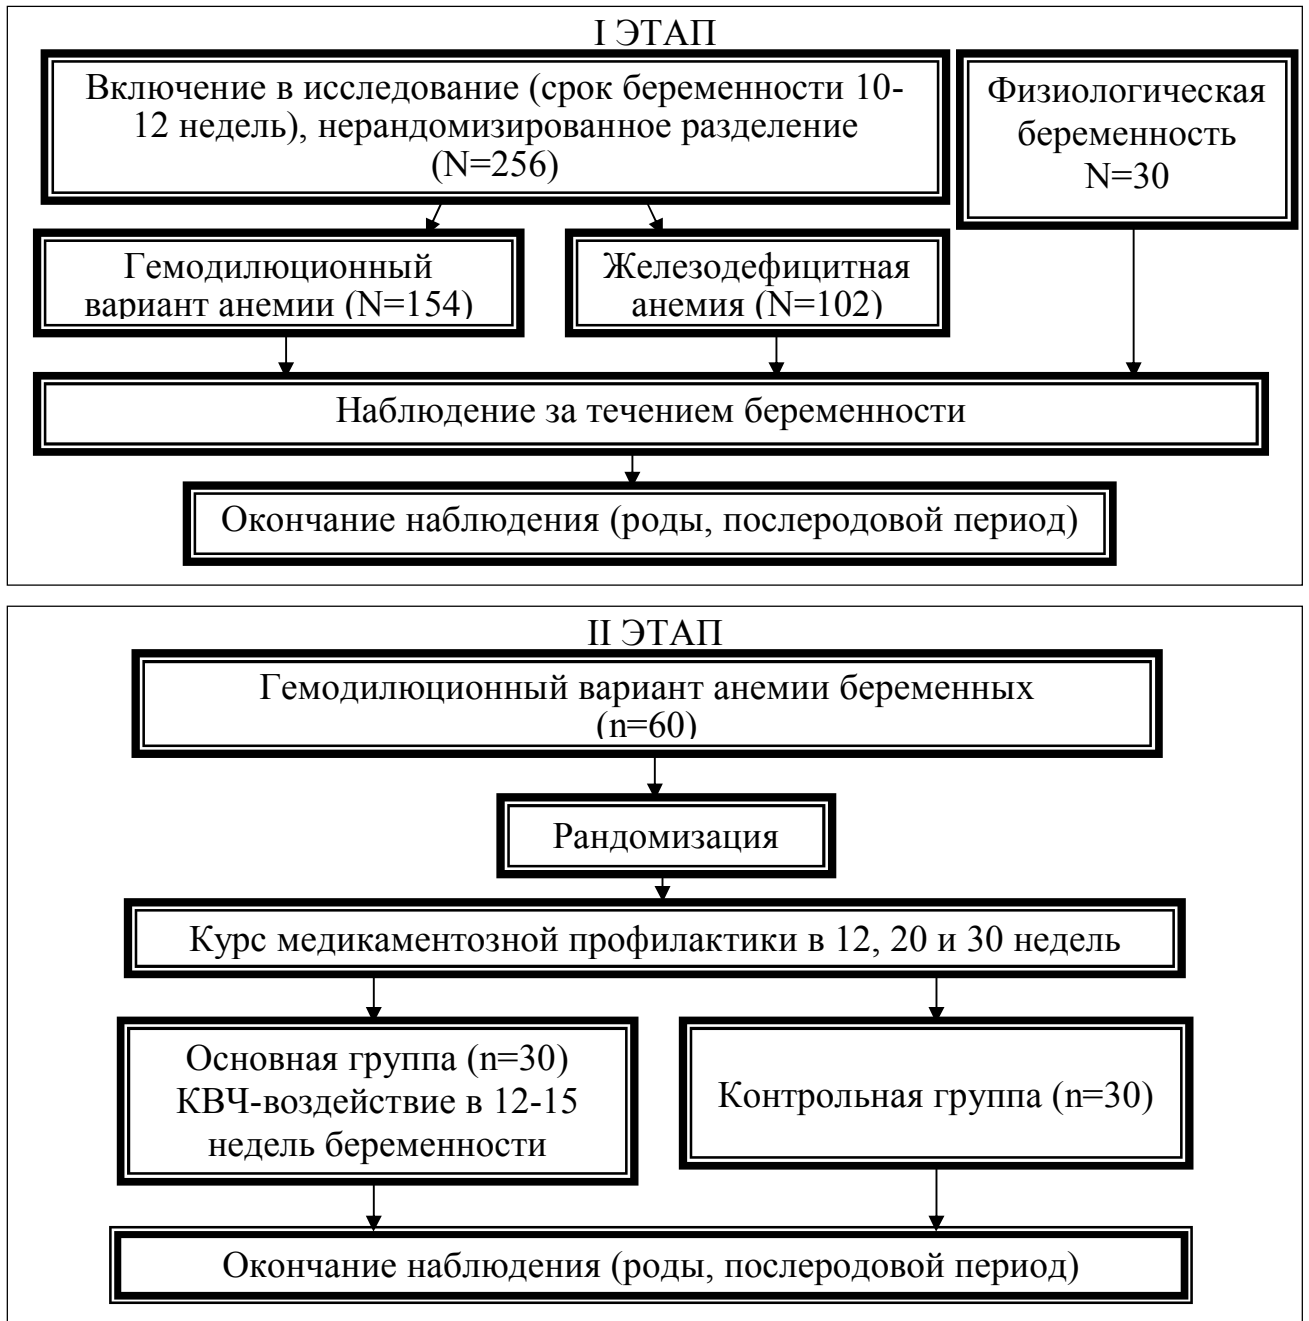 I ЭТАП
Включение в исследование (срок беременности 10-
12 недель), нерандомизированное разделение
(N=256)
Физиологическая
беременность
N=30
Гемодилюционный
вариант анемии (N=154)
Железодефицитная
анемия (N=102)
Наблюдение за течением беременности
Окончание наблюдения (роды, послеродовой период)
II ЭТАП
Гемодилюционный вариант анемии беременных
(n=60)
Рандомизация
Курс медикаментозной профилактики в 12, 20 и 30 недель
Основная группа (n=30)
КВЧ-воздействие в 12-15
недель беременности
Контрольная группа (n=30)
Окончание наблюдения (роды, послеродовой период)